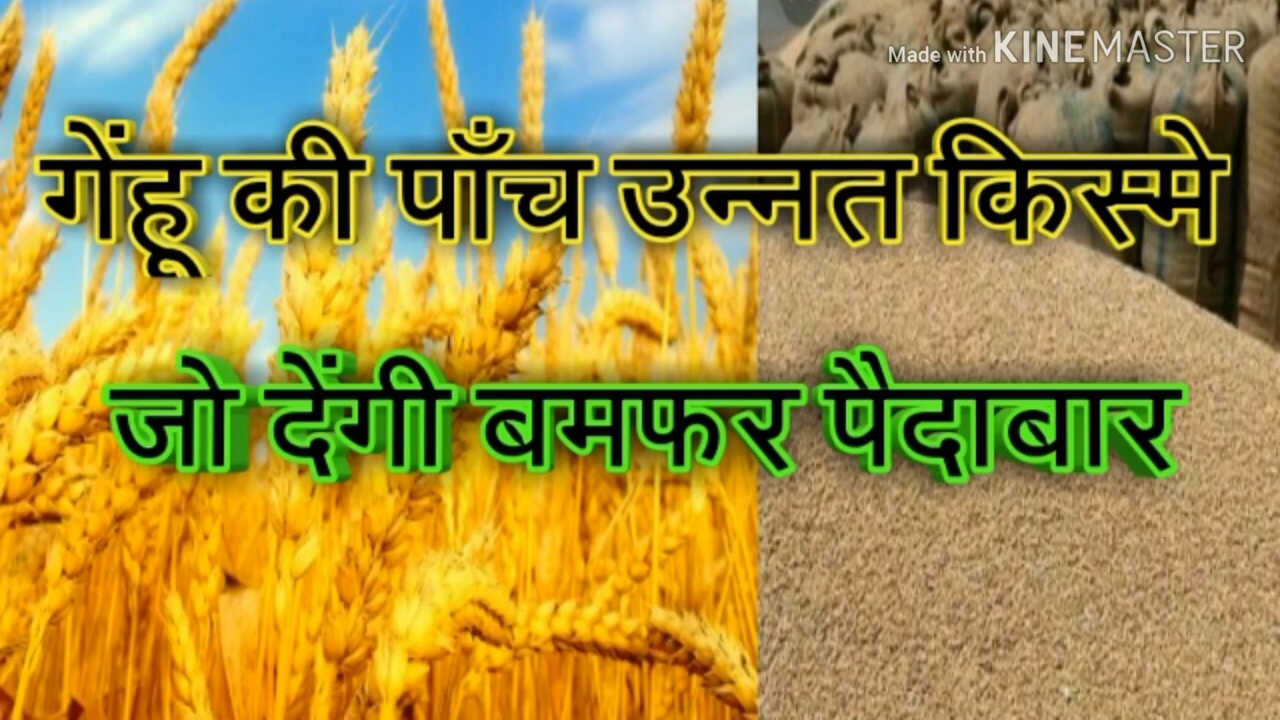 Made with KINEMASTER
गेंहू की पाँच उन्नत किस्मे
जो देंगी बमफर पैदाबार